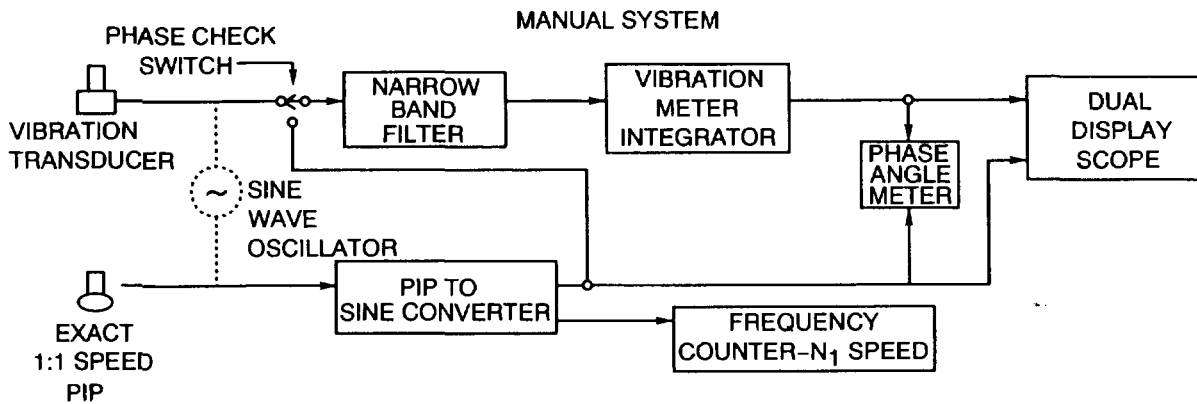 MANUAL SYSTEM
PHASE CHECK
SWITCH
VIBRATION
TRANSDUCER
NARROW
BAND
FILTER
VIBRATION
METER
INTEGRATOR
DUAL
DISPLAY
SCOPE
PHASE
ANGLE
METER
~
SINE
WAVE
OSCILLATOR
EXACT
1:1 SPEED
PIP
PIP TO
SINE CONVERTER
FREQUENCY
COUNTER–N₁ SPEED